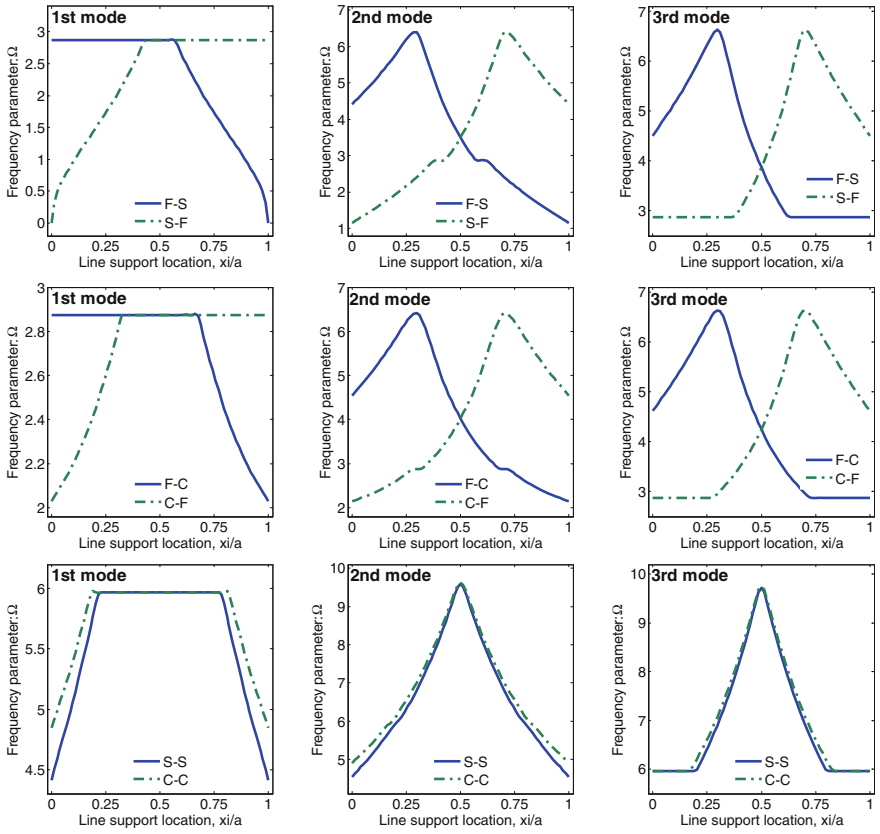 1st mode
Frequency parameter:Ω
3
2.5
2
1.5
1
0.5
0
F-S
S-F
0 0.25 0.5 0.75 1
Line support location, xi/a
2nd mode
Frequency parameter:Ω
6
5
4
3
2
1
F-S
S-F
0 0.25 0.5 0.75 1
Line support location, xi/a
3rd mode
Frequency parameter:Ω
7
6
5
4
3
F-S
S-F
0 0.25 0.5 0.75 1
Line support location, xi/a
1st mode
Frequency parameter:Ω
3
2.8
2.6
2.4
2.2
2
F-C
C-F
0 0.25 0.5 0.75 1
Line support location, xi/a
2nd mode
Frequency parameter:Ω
7
6
5
4
3
2
F-C
C-F
0 0.25 0.5 0.75 1
Line support location, xi/a
3rd mode
Frequency parameter:Ω
7
6
5
4
3
F-C
C-F
0 0.25 0.5 0.75 1
Line support location, xi/a
1st mode
Frequency parameter:Ω
6
5.5
5
4.5
S-S
C-C
0 0.25 0.5 0.75 1
Line support location, xi/a
2nd mode
Frequency parameter:Ω
10
9
8
7
6
5
S-S
C-C
0 0.25 0.5 0.75 1
Line support location, xi/a
3rd mode
Frequency parameter:Ω
10
9
8
7
6
S-S
C-C
0 0.25 0.5 0.75 1
Line support location, xi/a